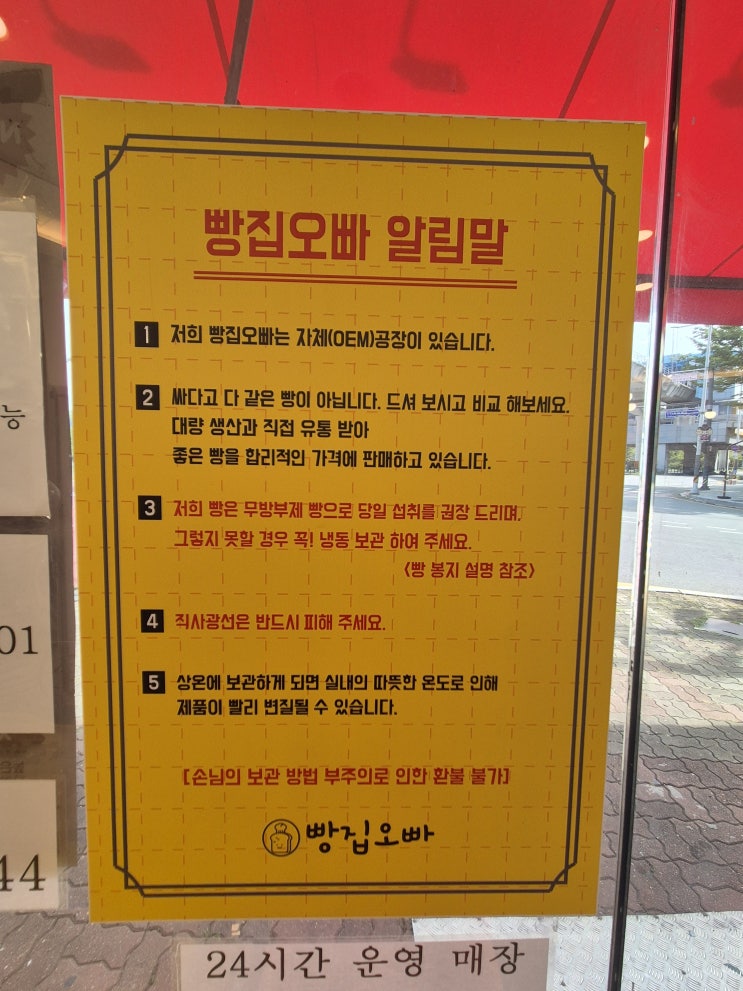 빵집오빠 알림말
1 저희 빵집오빠는 자체(OEM)공장이 있습니다.
2 싸다고 다 같은 빵이 아닙니다. 드셔 보시고 비교 해보세요.
대량 생산과 직접 유통 받아
좋은 빵을 합리적인 가격에 판매하고 있습니다.
3 저희 빵은 무방부제 빵으로 당일 섭취를 권장 드리며.
그렇지 못할 경우 꼭! 냉동 보관 하여 주세요.
<빵 봉지 설명 참조>
4 직사광선은 반드시 피해 주세요.
5 상온에 보관하게 되면 실내의 따뜻한 온도로 인해
제품이 빨리 변질될 수 있습니다.
[손님의 보관 방법 부주의로 인한 환불 불가]
빵집오빠
24시간 운영 매장
능
01
44